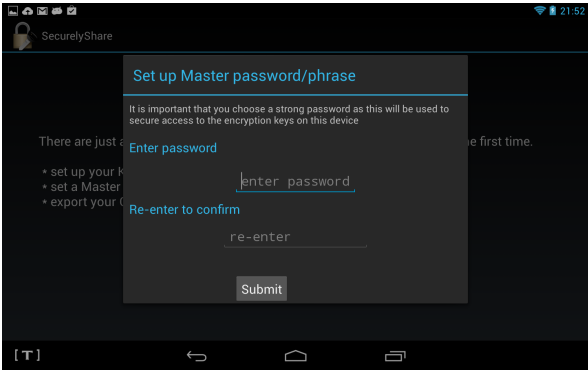 21:52
SecurelyShare
Set up Master password/phrase
It is important that you choose a strong password as this will be used to
secure access to the encryption keys on this device
There are just
first time.
Enter password
* set up your
* set a Master
enter password
* export your
Re-enter to confirm
re-enter
Submit
[T]